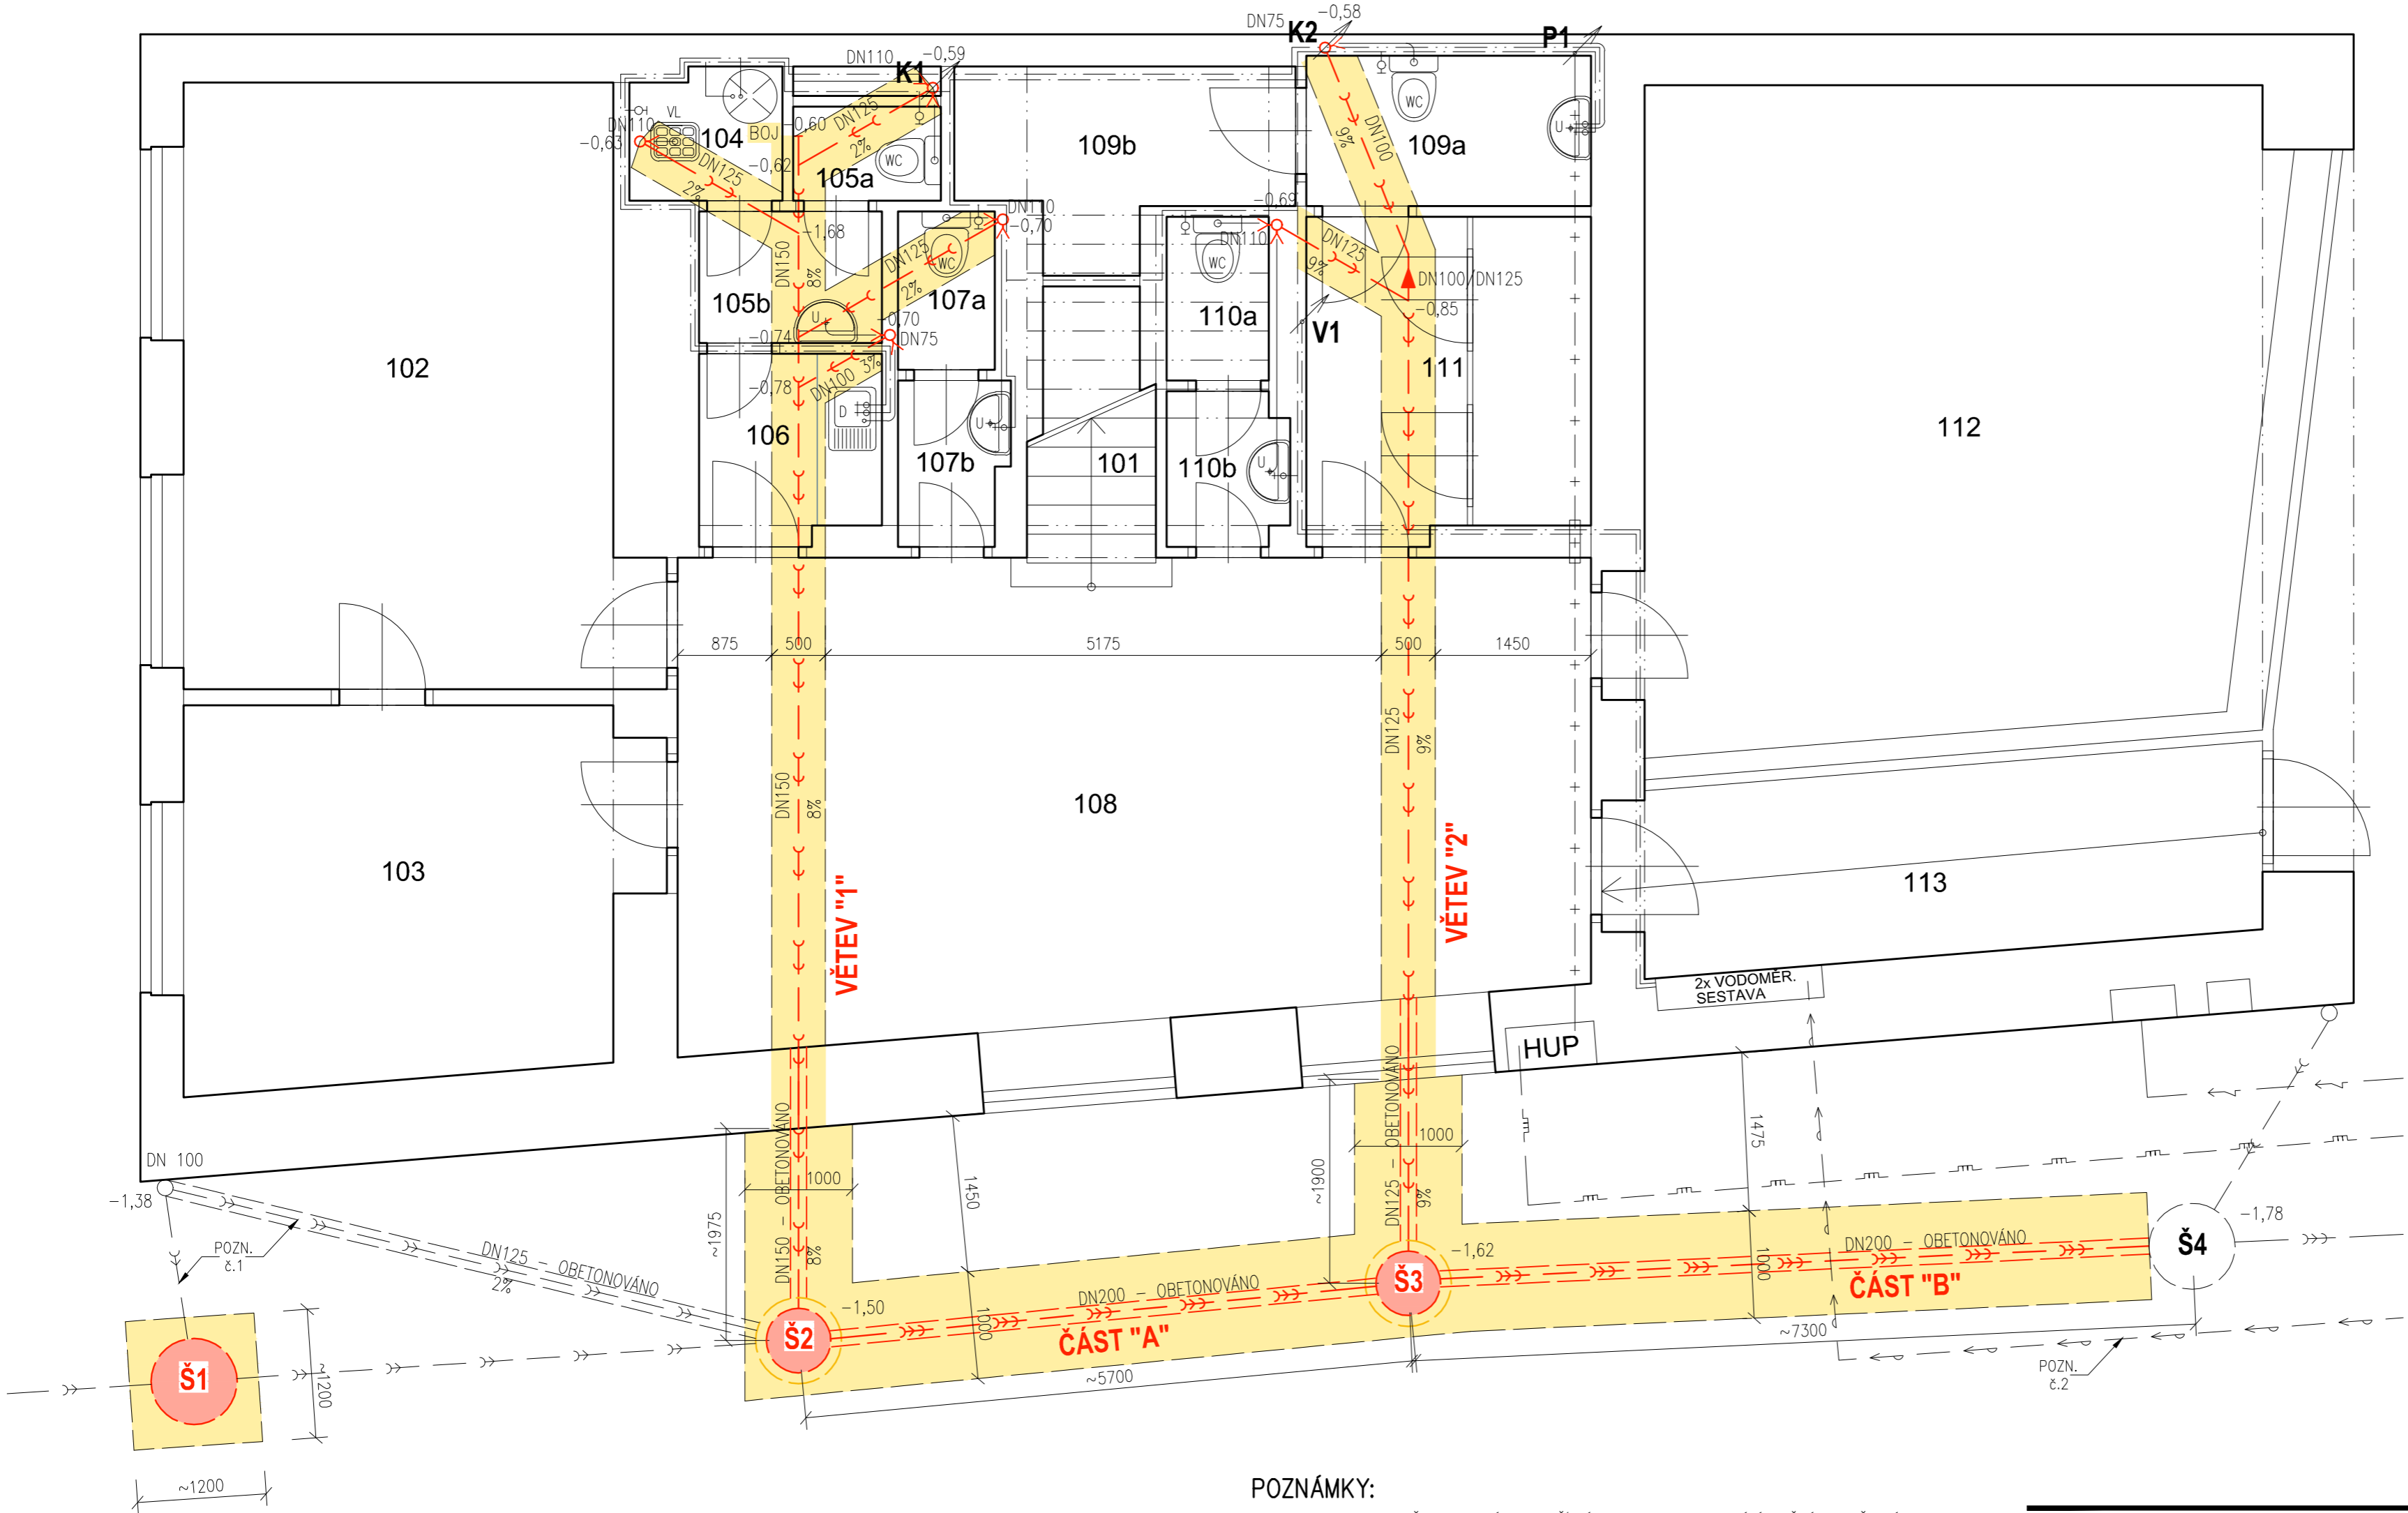 DN75
-0,58
K2
P1
DN110
-0,59
K1
DN110
VL
104
BOJ
-0,60
DN125
2%
WC
-0,63
DN125
2%
-0,62
105a
109b
9%
DN100
WC
109a
U
DN110
-0,70
-0,69
DN110
DN125
9%
-1,68
DN150
8%
DN125
2%
WC
WC
105b
U
107a
110a
DN100/DN125
-0,85
-0,74
-0,70
DN75
V1
111
102
-0,78
DN100 3%
D
106
U
107b
101
110b
U
112
875
500
5175
500
1450
DN125
9%
DN150
8%
108
103
VĚTEV "1"
VĚTEV "2"
113
2x VODOMĚR.
SESTAVA
HUP
DN 100
-1,38
POZN.
č.1
DN125 - OBETONOVÁNO
2%
DN150 - OBETONOVÁNO
8%
1000
~1975
1450
1000
~1900
DN125 - OBETONOVÁNO
9%
1000
1475
1000
-1,78
Š4
-1,62
Š3
DN200 - OBETONOVÁNO
ČÁST "B"
DN200 - OBETONOVÁNO
ČÁST "A"
-1,50
Š2
Š1
~1200
~1200
~5700
~7300
POZN.
č.2
POZNÁMKY: